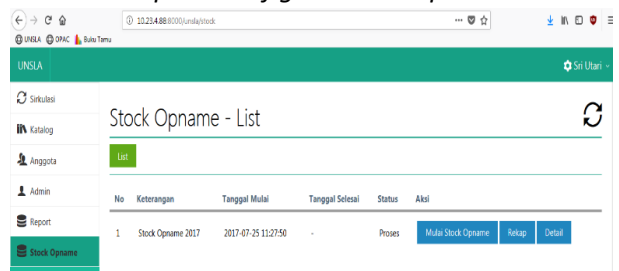 10.23.4.88:8000/unsla/stock
UNSLA OPAC Buku Tamu
UNSLA Sri Utari
Sirkulasi
Katalog
Anggota
Admin
Report
Stock Opname
Stock Opname - List
List
No Keterangan Tanggal Mulai Tanggal Selesai Status Aksi
1 Stock Opname 2017 2017-07-25 11:27:50 - Proses Mulai Stock Opname Rekap Detail